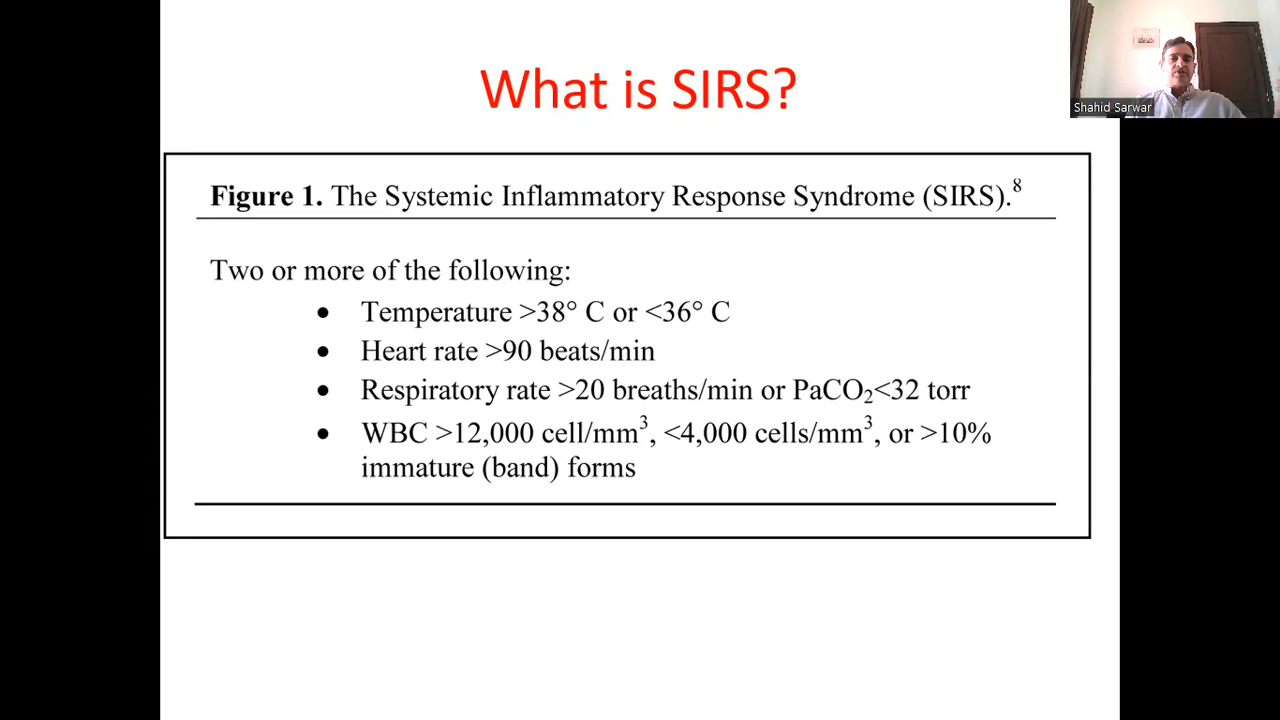 What is SIRS?
Shahid Sarwar
Figure 1. The Systemic Inflammatory Response Syndrome (SIRS).⁸
Two or more of the following:
• Temperature >38° C or <36° C
• Heart rate >90 beats/min
• Respiratory rate >20 breaths/min or PaCO₂<32 torr
• WBC >12,000 cell/mm³, <4,000 cells/mm³, or >10%
immature (band) forms